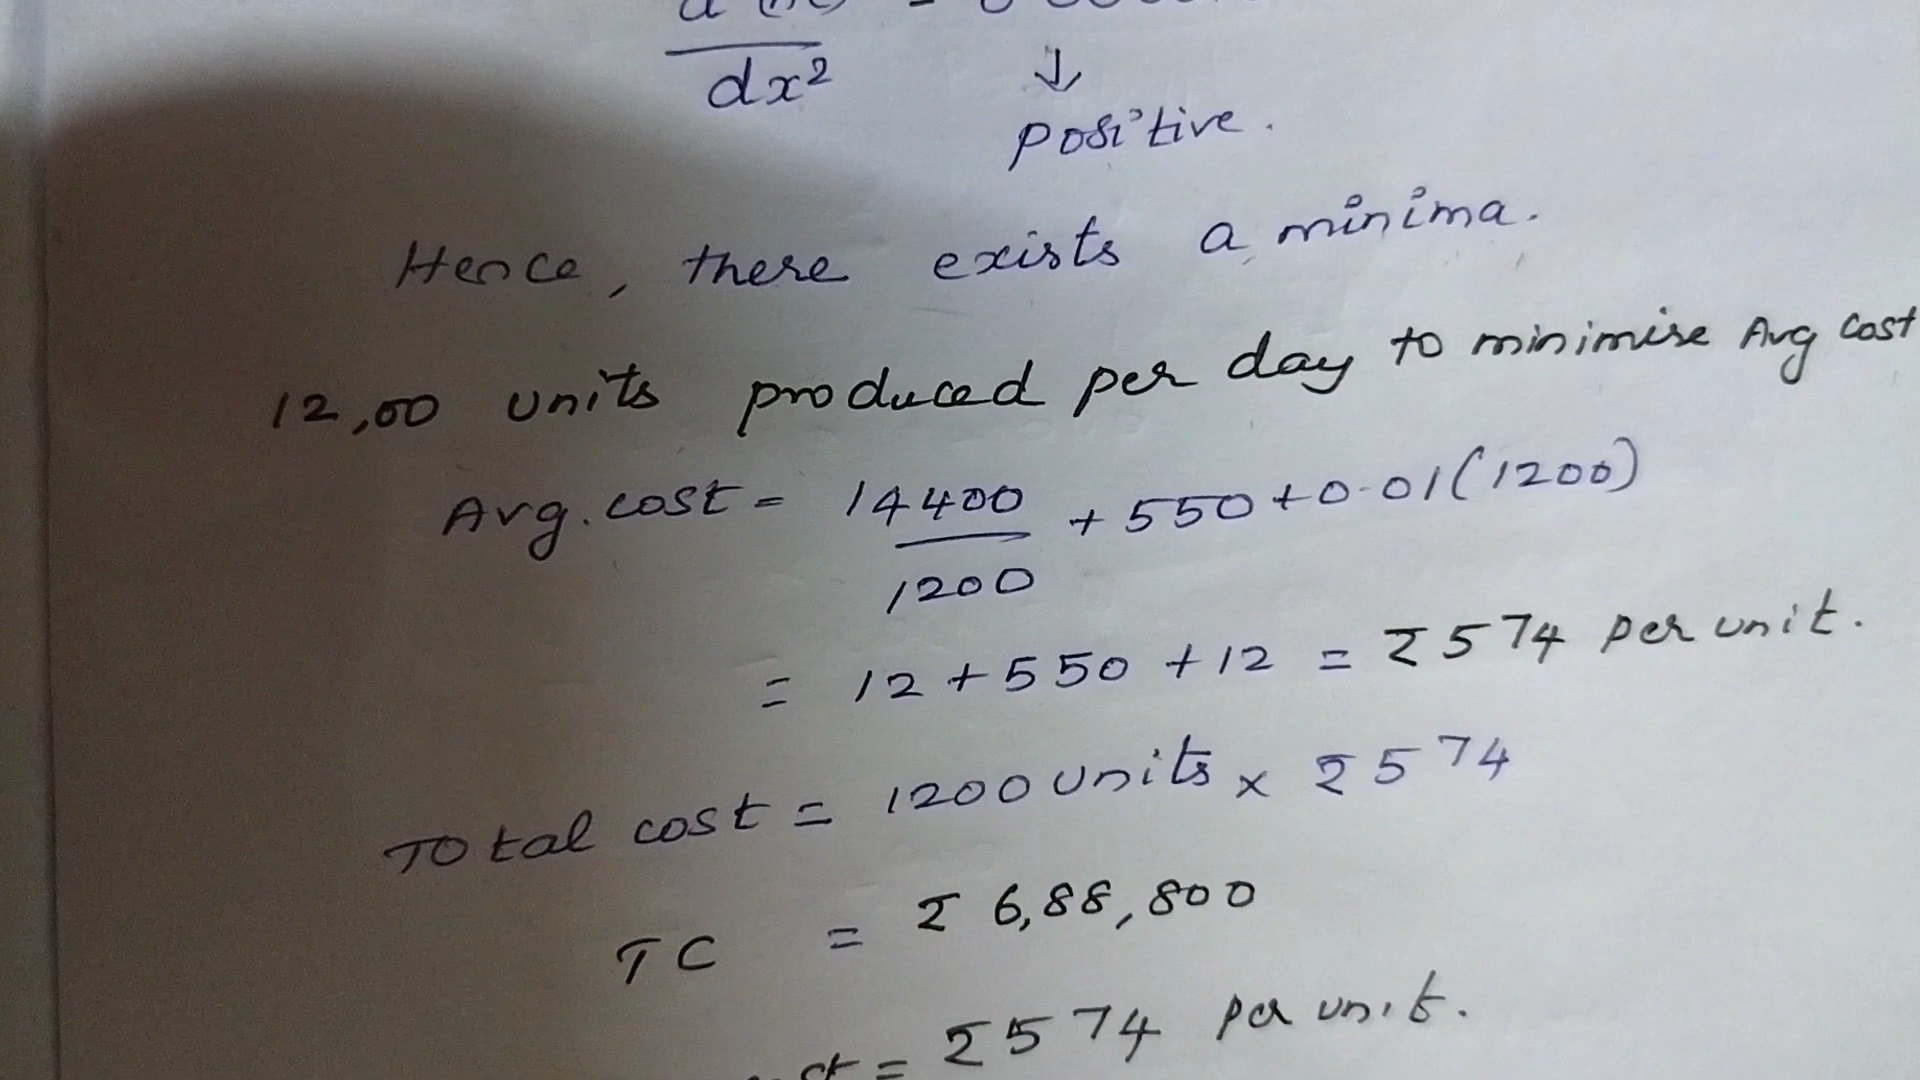 dx²
↓
positive.
Hence, there exists a minima.
12,00 units produced per day to minimise Avg cost
Avg. cost = 14400 + 550 + 0.01(1200)
1200
= 12 + 550 + 12 = ₹574 per unit.
Total cost = 1200 units x ₹574
TC = ₹ 6,88,800
= ₹574 per unit.